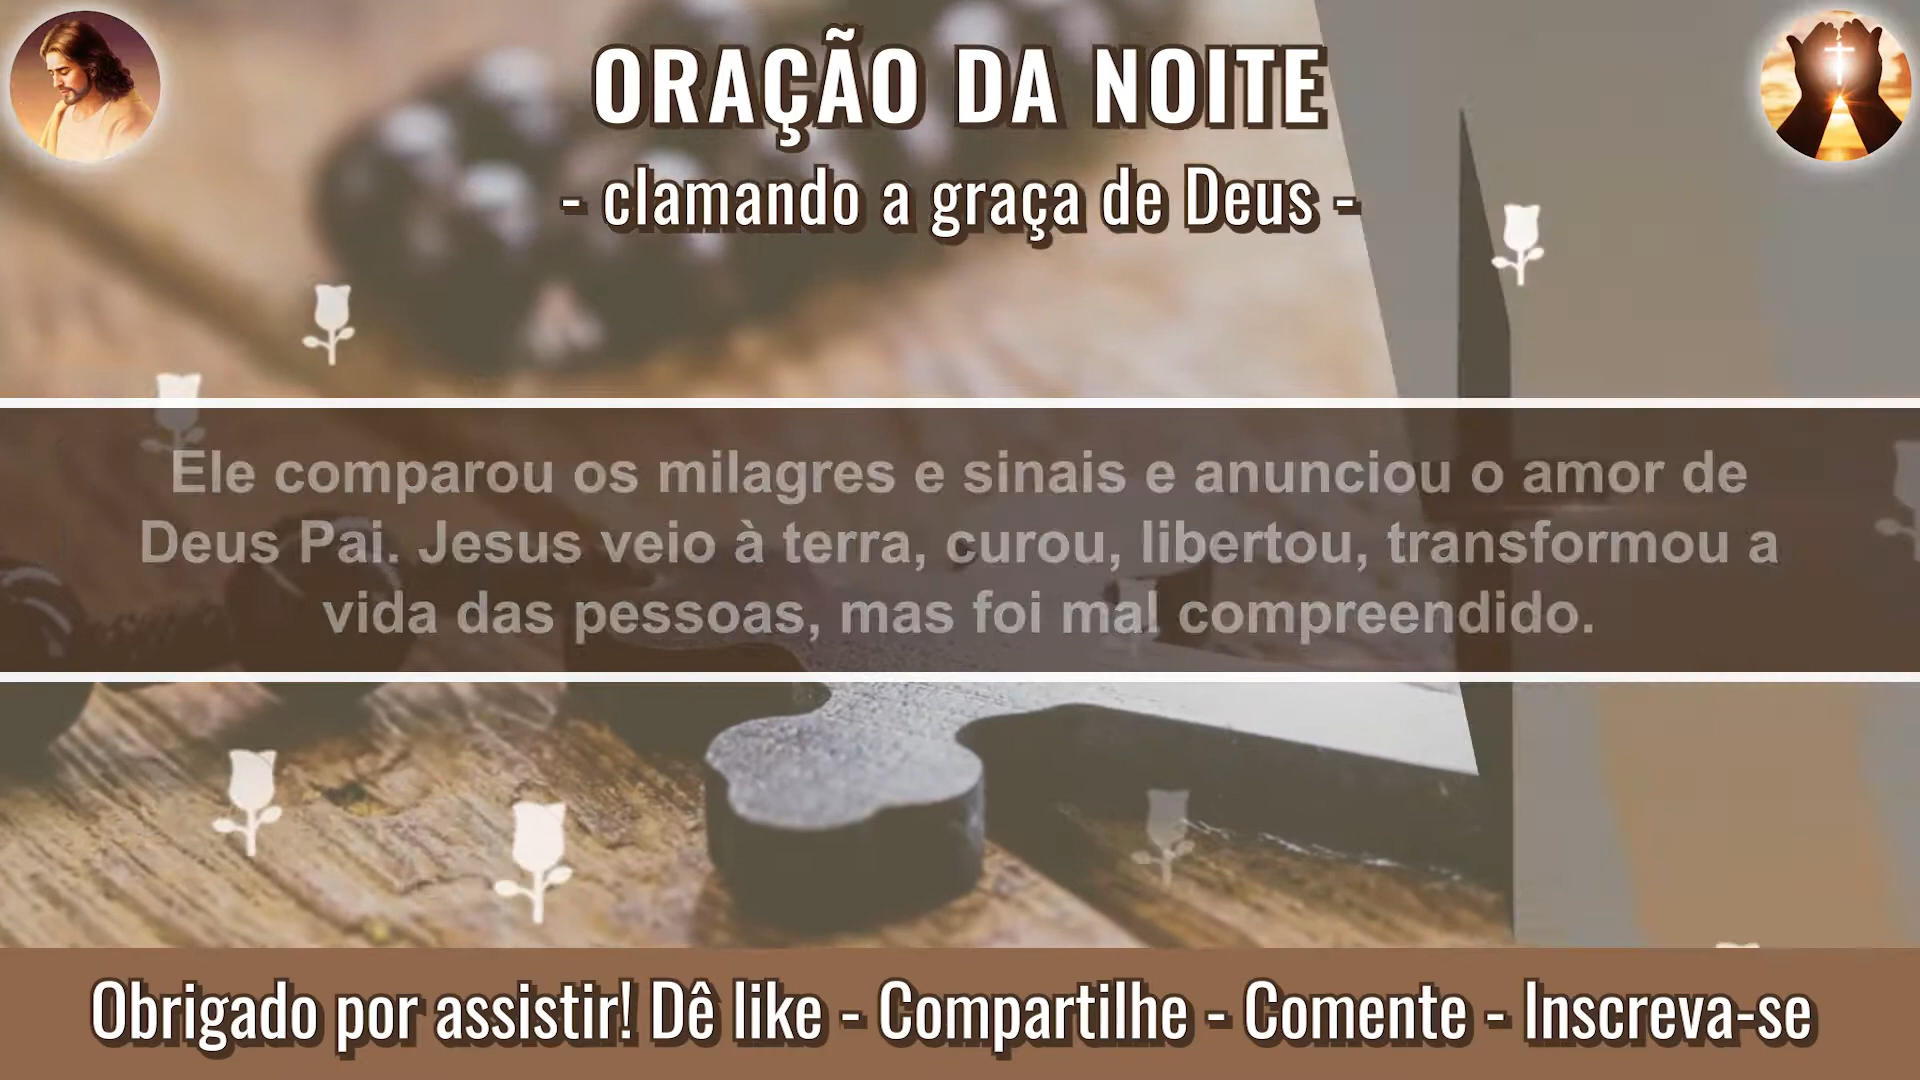 ORAÇÃO DA NOITE
- clamando a graça de Deus -
Ele comparou os milagres e sinais e anunciou o amor de
Deus Pai. Jesus veio à terra, curou, libertou, transformou a
vida das pessoas, mas foi mal compreendido.
Obrigado por assistir! Dê like - Compartilhe - Comente - Inscreva-se